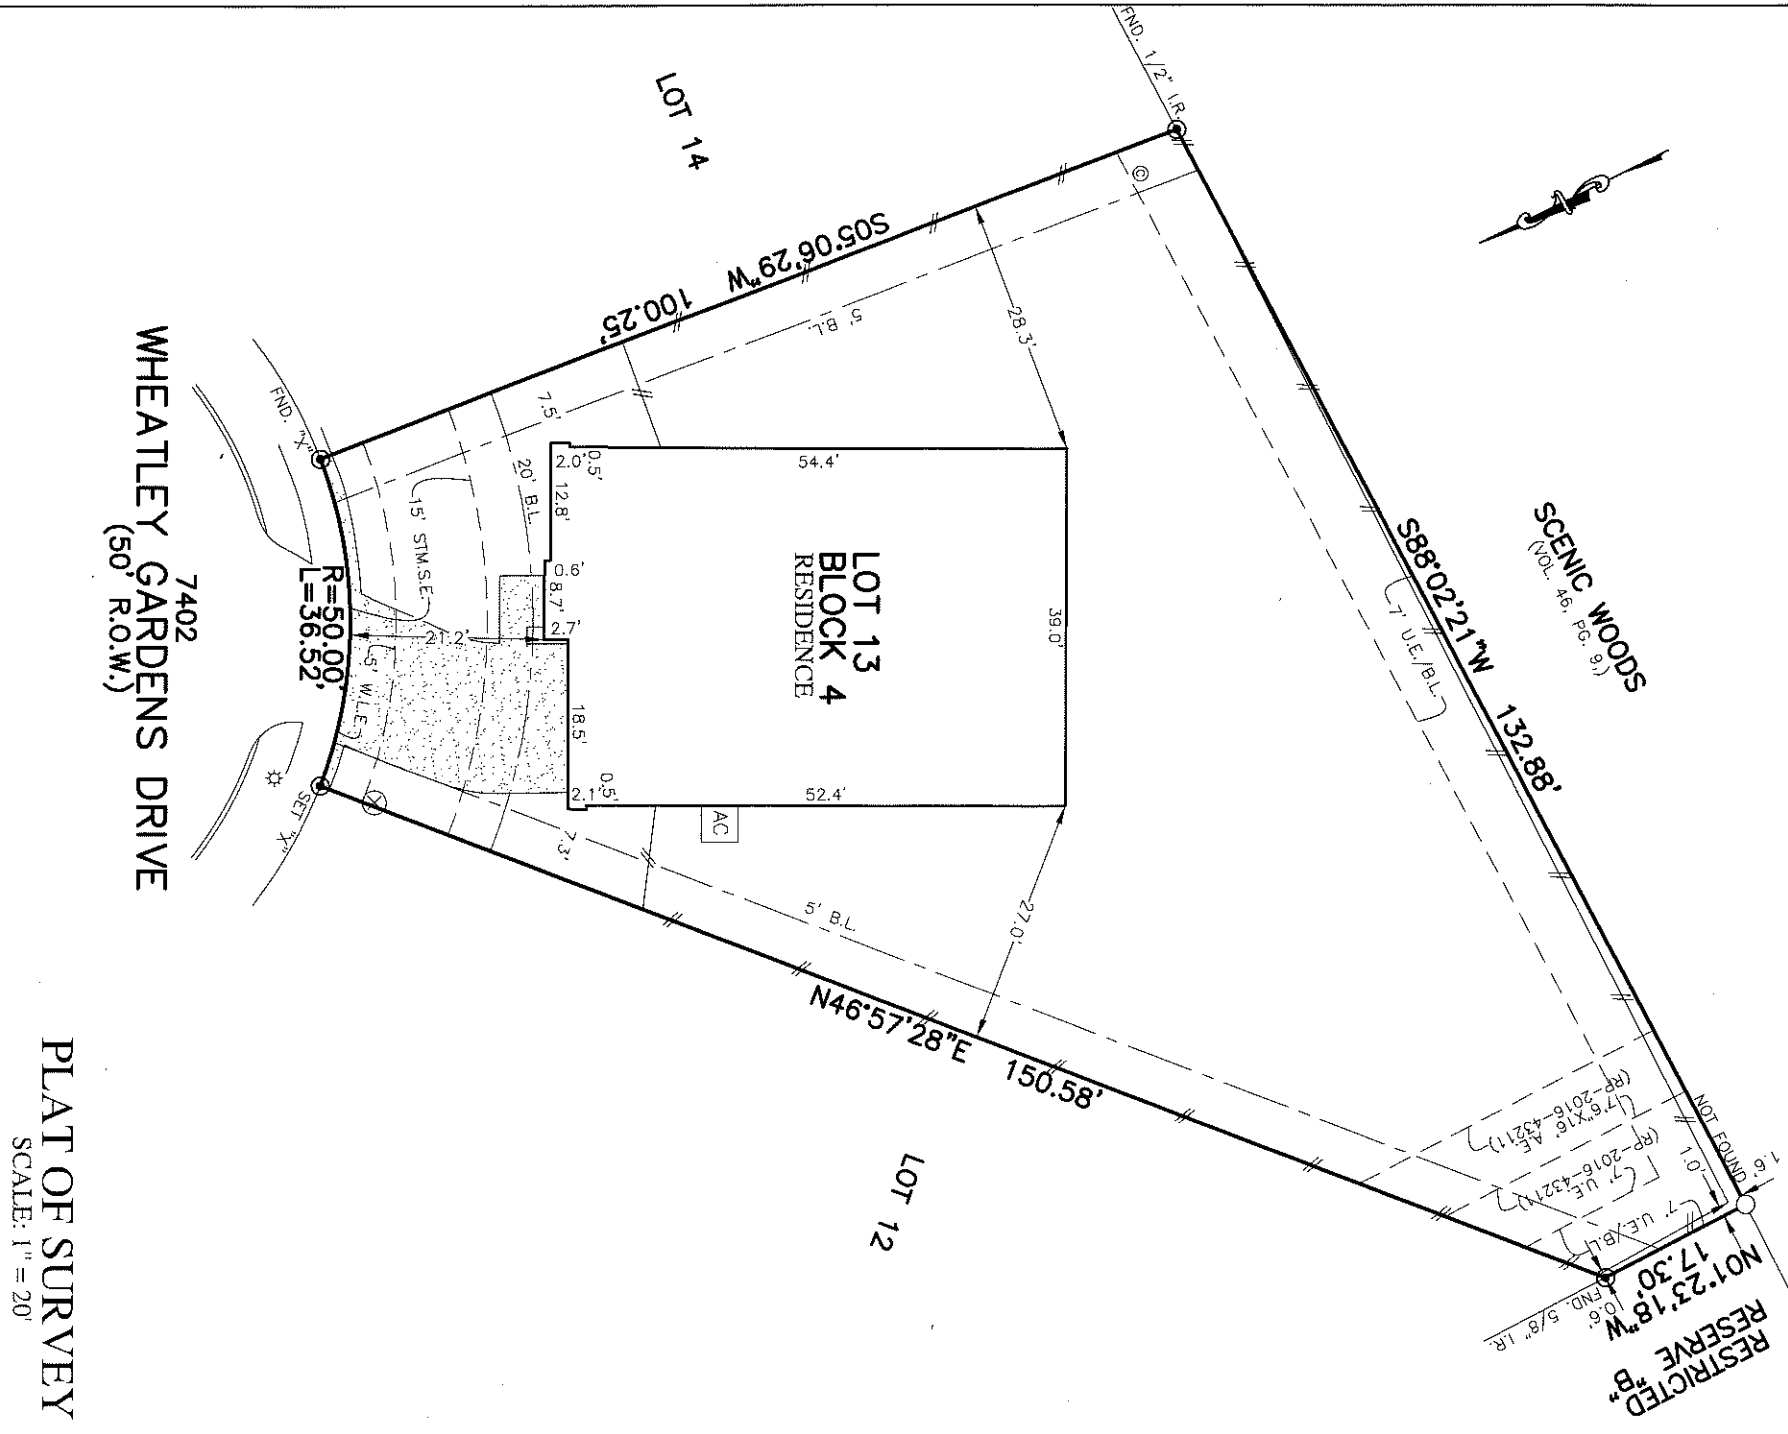 FND. 1/2" I.R.
LOT 14
S05°06'29"W 100.25'
5' B.L.
28.3'
©
SCENIC WOODS
(VOL. 46, PG. 9,)
S88°02'21"W 132.88'
7' U.E./B.L.
FND. "X"
7.5'
20' B.L.
15' STM.S.E.
2.0'
0.5'
12.8'
0.6'
8.7'
2.7'
21.2'
18.5'
2.1'
0.5'
54.4'
39.0'
52.4'
LOT 13
BLOCK 4
RESIDENCE
AC
R=50.00'
L=36.52'
5' W.L.E.
7402
WHEATLEY GARDENS DRIVE
(50' R.O.W.)
SET "X"
7.3'
5' B.L.
27.0'
N46°57'28"E 150.58'
LOT 12
7'6"X16' A.E.
(RP-2016-43211)
7' U.E.
(RP-2016-43211)
7' U.E./B.L.
NOT FOUND
1.6'
1.0'
N01°23'18"W
17.30'
0.6'
FND. 5/8" I.R.
RESTRICTED
RESERVE "B"
PLAT OF SURVEY
SCALE: 1" = 20'